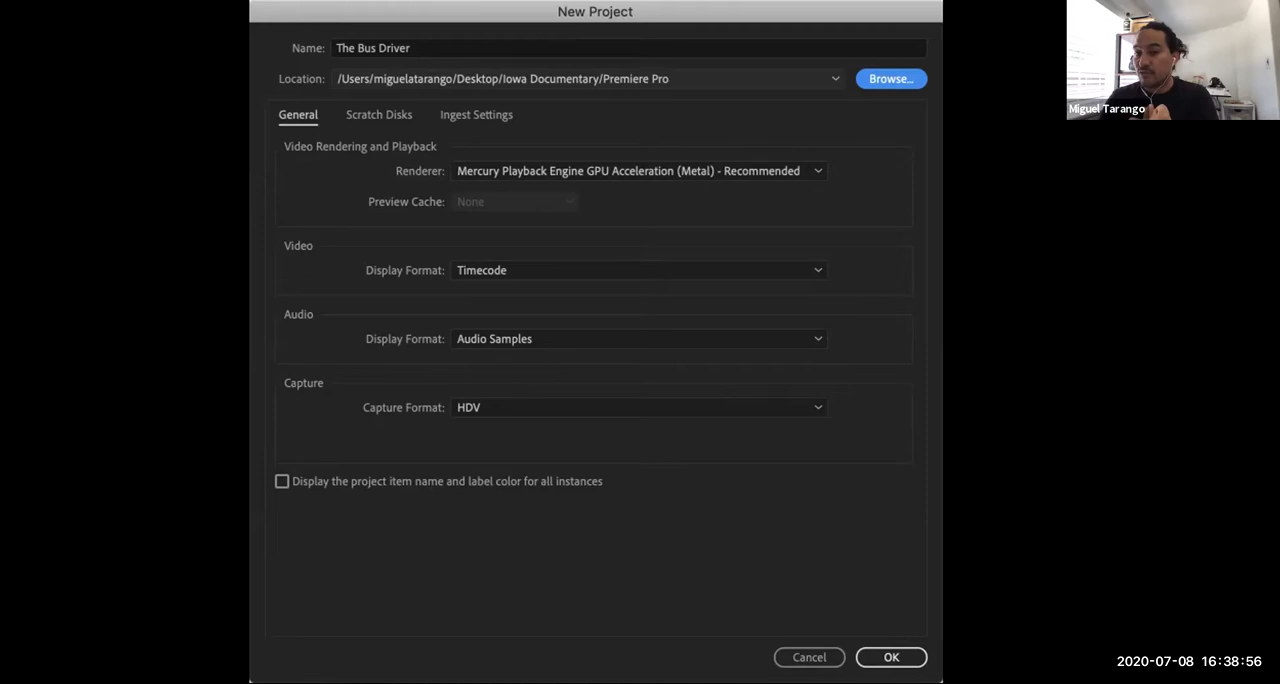 New Project
Name: The Bus Driver
Location: /Users/miguelatarango/Desktop/Iowa Documentary/Premiere Pro Browse...
General Scratch Disks Ingest Settings
Video Rendering and Playback
Renderer: Mercury Playback Engine GPU Acceleration (Metal) - Recommended
Preview Cache: None
Video
Display Format: Timecode
Audio
Display Format: Audio Samples
Capture
Capture Format: HDV
Display the project item name and label color for all instances
Cancel OK
Miguel Tarango
2020-07-08 16:38:56